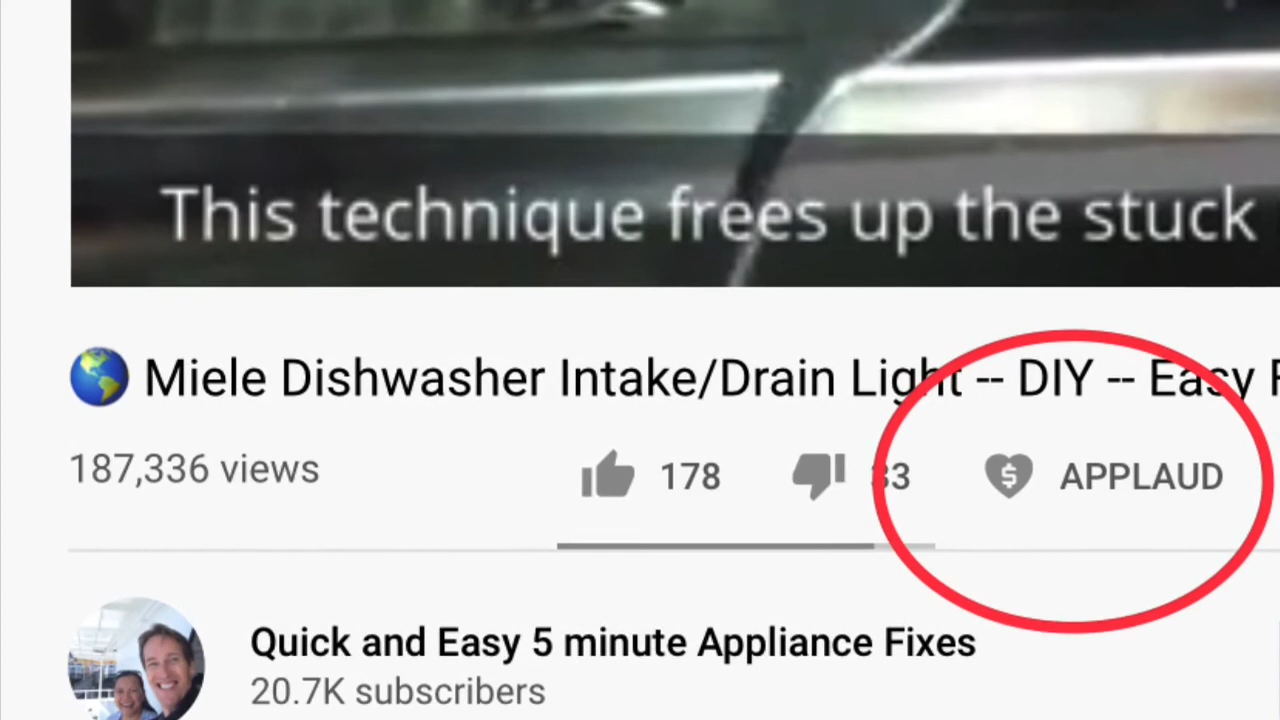 This technique frees up the stuck
Miele Dishwasher Intake/Drain Light -- DIY -- Easy
187,336 views
178
33
$ APPLAUD
Quick and Easy 5 minute Appliance Fixes
20.7K subscribers